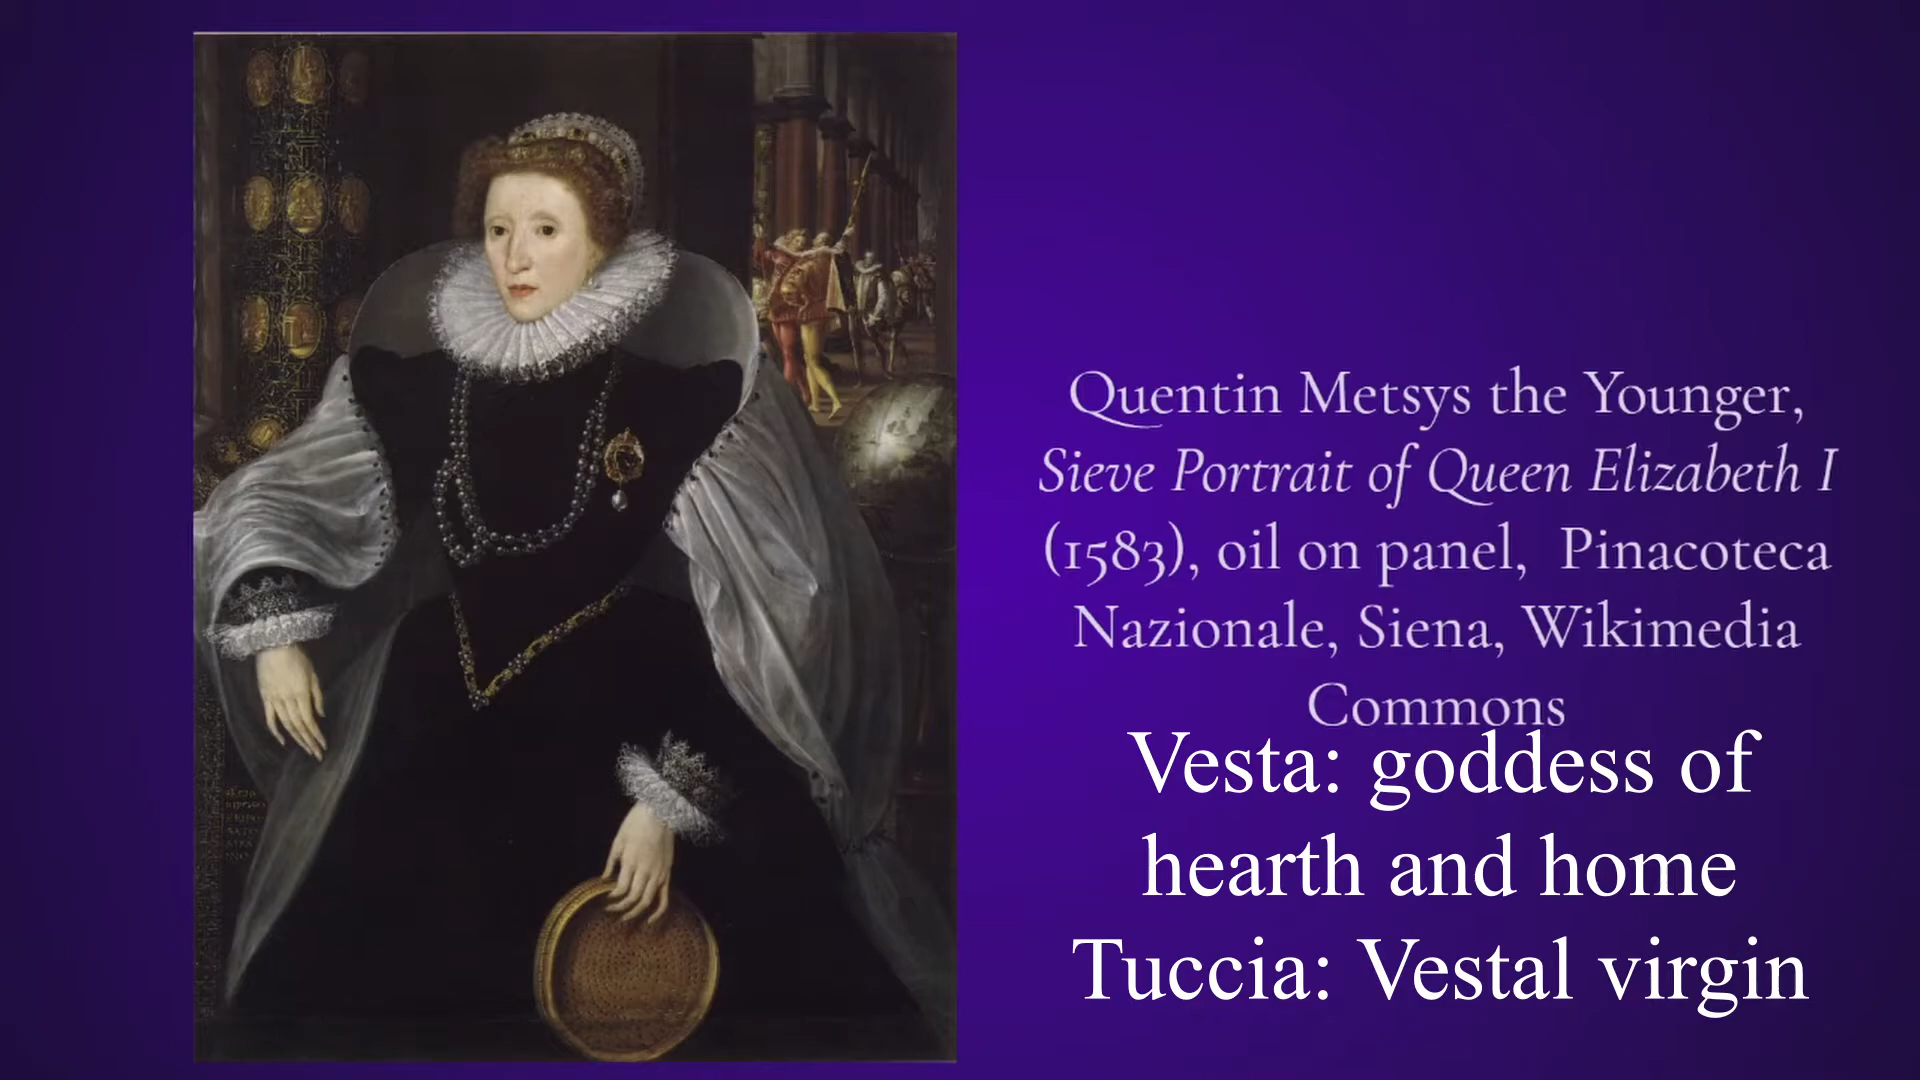 Quentin Metsys the Younger,
Sieve Portrait of Queen Elizabeth I
(1583), oil on panel, Pinacoteca
Nazionale, Siena, Wikimedia
Commons
Vesta: goddess of
hearth and home
Tuccia: Vestal virgin